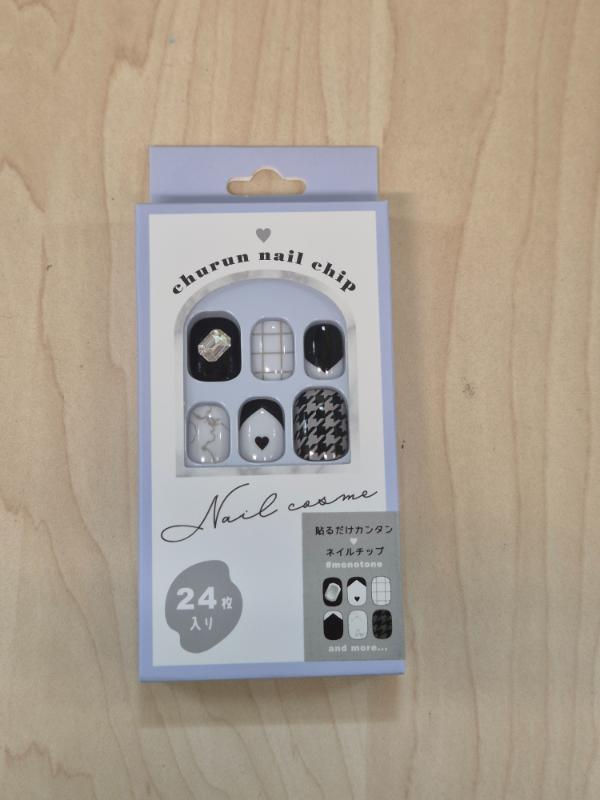 churun nail chip
Nail cosme
貼るだけカンタン
ネイルチップ
#monotone
24枚
入り
and more...